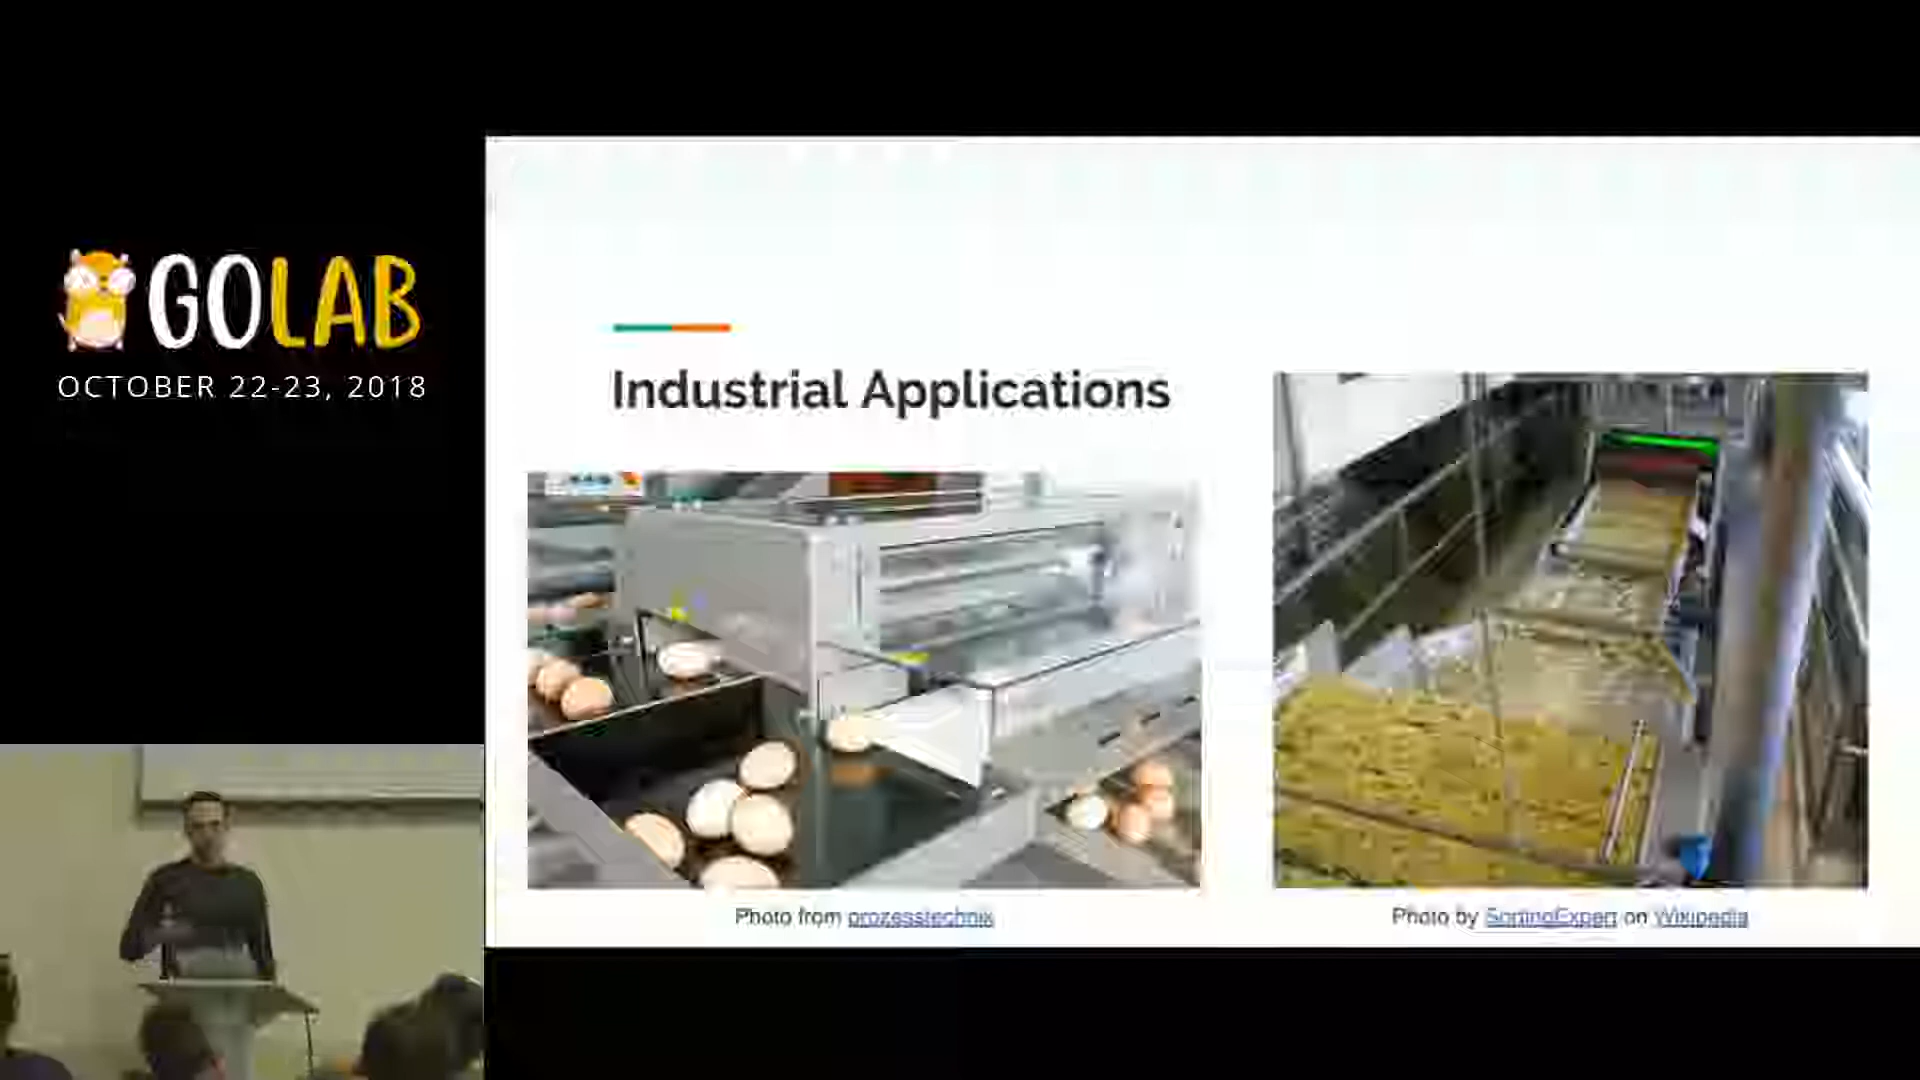 GOLAB
OCTOBER 22-23, 2018
Industrial Applications
Photo from prozesstechnik
Photo by SortingExpert on Wikipedia